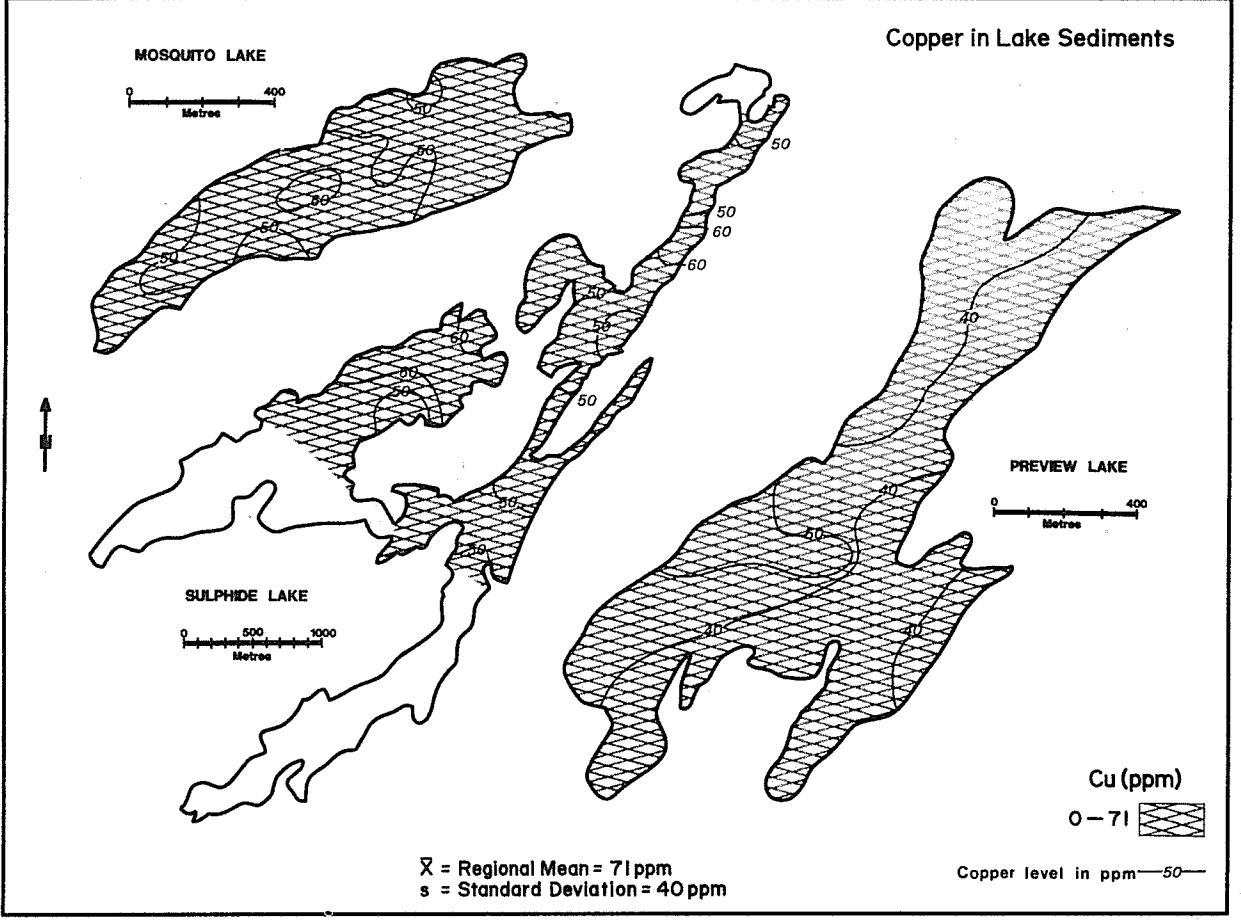 Copper in Lake Sediments
MOSQUITO LAKE
0 400
Metres
50
50
60
50
50
50
50
60
60
50
50
60
60
50
50
50
50
N
40
PREVIEW LAKE
0 400
Metres
40
50
40
40
SULPHIDE LAKE
0 500 1000
Metres
Cu (ppm)
0-71
X̅ = Regional Mean = 71 ppm
s = Standard Deviation = 40 ppm
Copper level in ppm 50